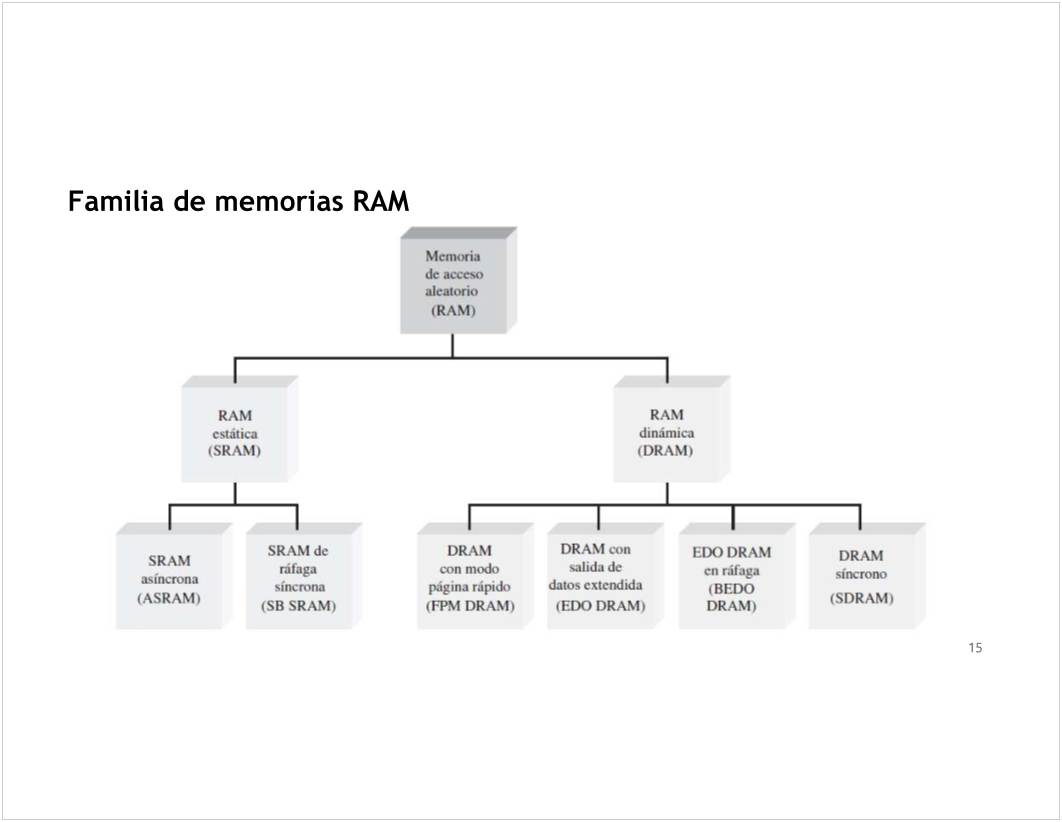 Familia de memorias RAM
Memoria
de acceso
aleatorio
(RAM)
RAM
estática
(SRAM)
RAM
dinámica
(DRAM)
SRAM
asíncrona
(ASRAM)
SRAM de
ráfaga
síncrona
(SB SRAM)
DRAM
con modo
página rápido
(FPM DRAM)
DRAM con
salida de
datos extendida
(EDO DRAM)
EDO DRAM
en ráfaga
(BEDO
DRAM)
DRAM
síncrono
(SDRAM)
15